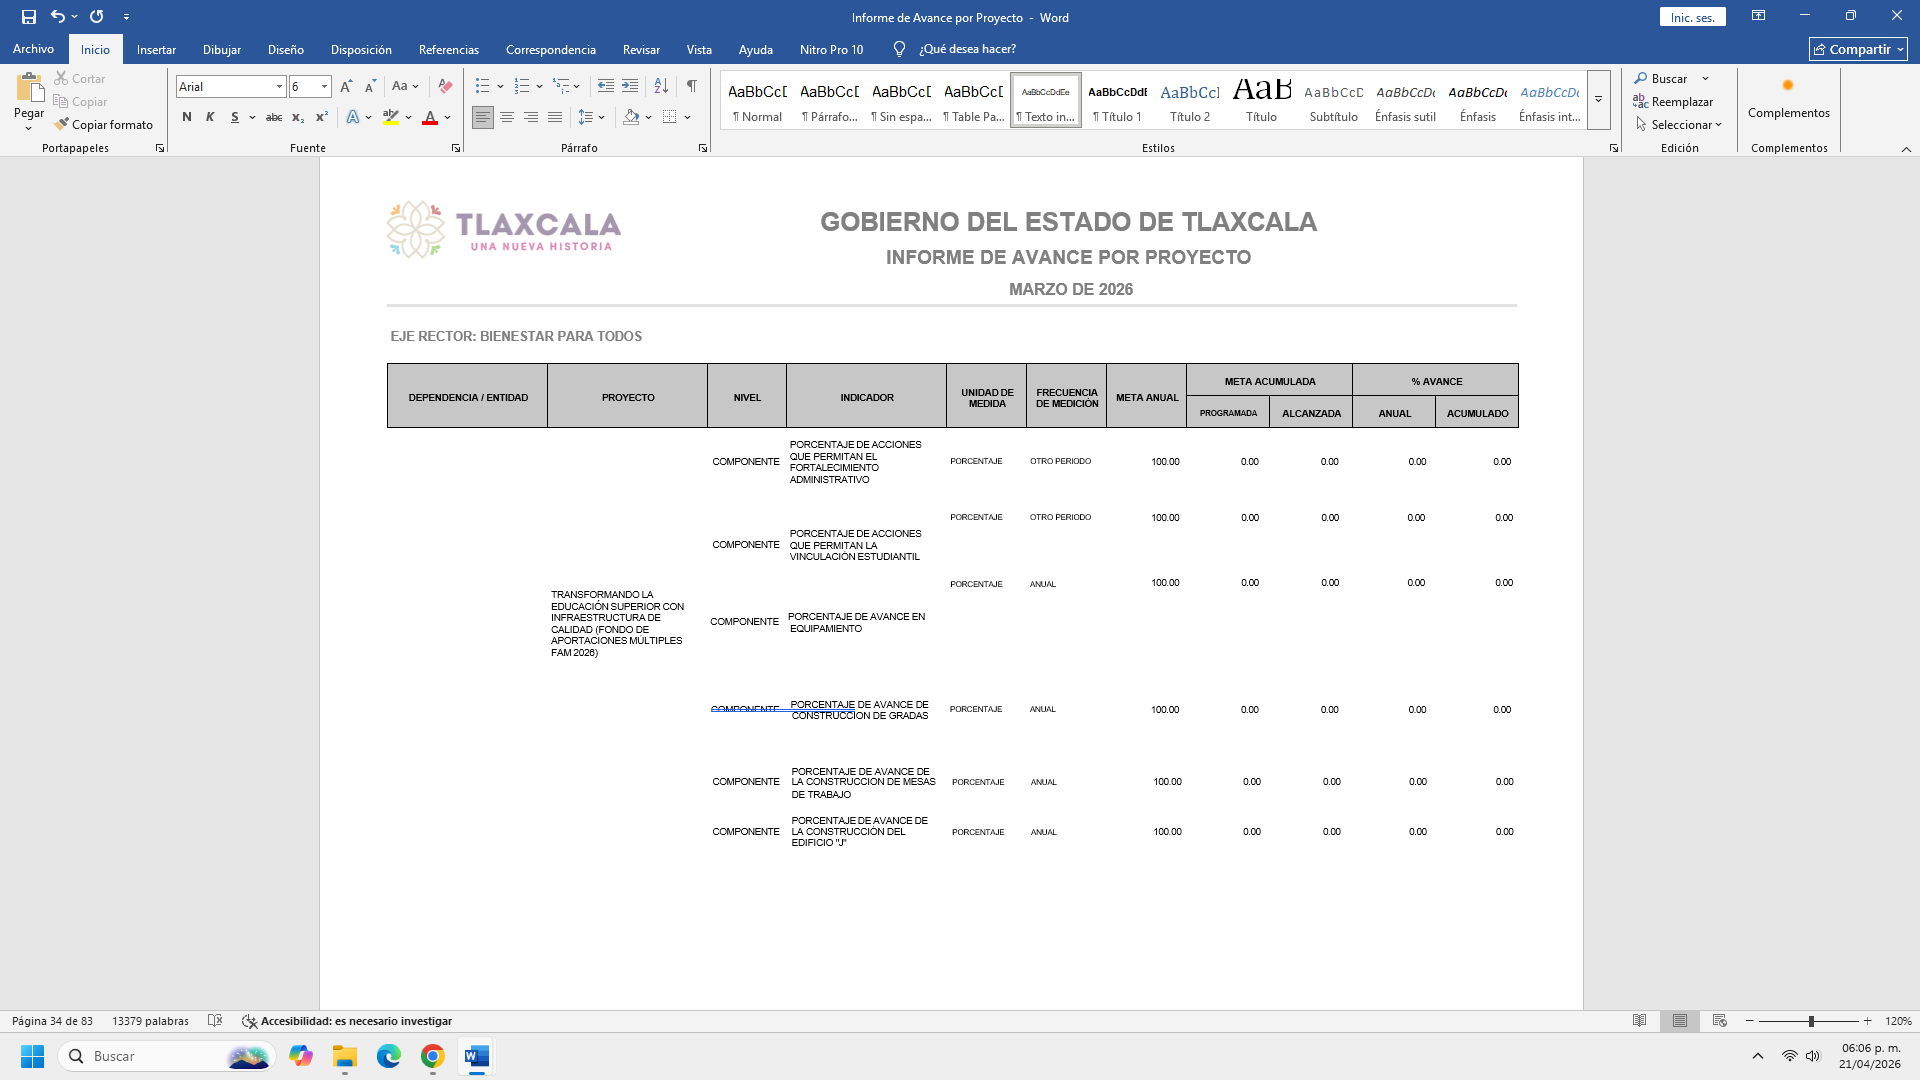 Informe de Avance por Proyecto - Word
Inic. ses.
Archivo Inicio Insertar Dibujar Diseño Disposición Referencias Correspondencia Revisar Vista Ayuda Nitro Pro 10 ¿Qué desea hacer? Compartir
Pegar
Cortar
Copiar
Copiar formato
Portapapeles
Arial 6
Aa
N K S abc x₂ x²
Fuente
Párrafo
AaBbCcDdEe
¶ Normal ¶ Párrafo... ¶ Sin espa... ¶ Table Pa... ¶ Texto in... ¶ Título 1 Título 2 Título Subtítulo Énfasis sutil Énfasis Énfasis int...
Estilos
Buscar
Reemplazar
Seleccionar
Edición
Complementos
Complementos
TLAXCALA
UNA NUEVA HISTORIA
GOBIERNO DEL ESTADO DE TLAXCALA
INFORME DE AVANCE POR PROYECTO
MARZO DE 2026
EJE RECTOR: BIENESTAR PARA TODOS
DEPENDENCIA / ENTIDAD PROYECTO NIVEL INDICADOR UNIDAD DE MEDIDA FRECUENCIA DE MEDICIÓN META ANUAL META ACUMULADA % AVANCE
PROGRAMADA ALCANZADA ANUAL ACUMULADO
COMPONENTE
PORCENTAJE DE ACCIONES
QUE PERMITAN EL
FORTALECIMIENTO
ADMINISTRATIVO
PORCENTAJE OTRO PERIODO 100.00 0.00 0.00 0.00 0.00
PORCENTAJE OTRO PERIODO 100.00 0.00 0.00 0.00 0.00
COMPONENTE
PORCENTAJE DE ACCIONES
QUE PERMITAN LA
VINCULACIÓN ESTUDIANTIL
PORCENTAJE ANUAL 100.00 0.00 0.00 0.00 0.00
TRANSFORMANDO LA
EDUCACIÓN SUPERIOR CON
INFRAESTRUCTURA DE
CALIDAD (FONDO DE
APORTACIONES MÚLTIPLES
FAM 2026)
COMPONENTE
PORCENTAJE DE AVANCE EN
EQUIPAMIENTO
COMPONENTE
PORCENTAJE DE AVANCE DE
CONSTRUCCIÓN DE GRADAS
PORCENTAJE ANUAL 100.00 0.00 0.00 0.00 0.00
COMPONENTE
PORCENTAJE DE AVANCE DE
LA CONSTRUCCIÓN DE MESAS
DE TRABAJO
PORCENTAJE ANUAL 100.00 0.00 0.00 0.00 0.00
COMPONENTE
PORCENTAJE DE AVANCE DE
LA CONSTRUCCIÓN DEL
EDIFICIO "J"
PORCENTAJE ANUAL 100.00 0.00 0.00 0.00 0.00
Página 34 de 83 13379 palabras Accesibilidad: es necesario investigar 120%
Buscar
06:06 p. m.
21/04/2026